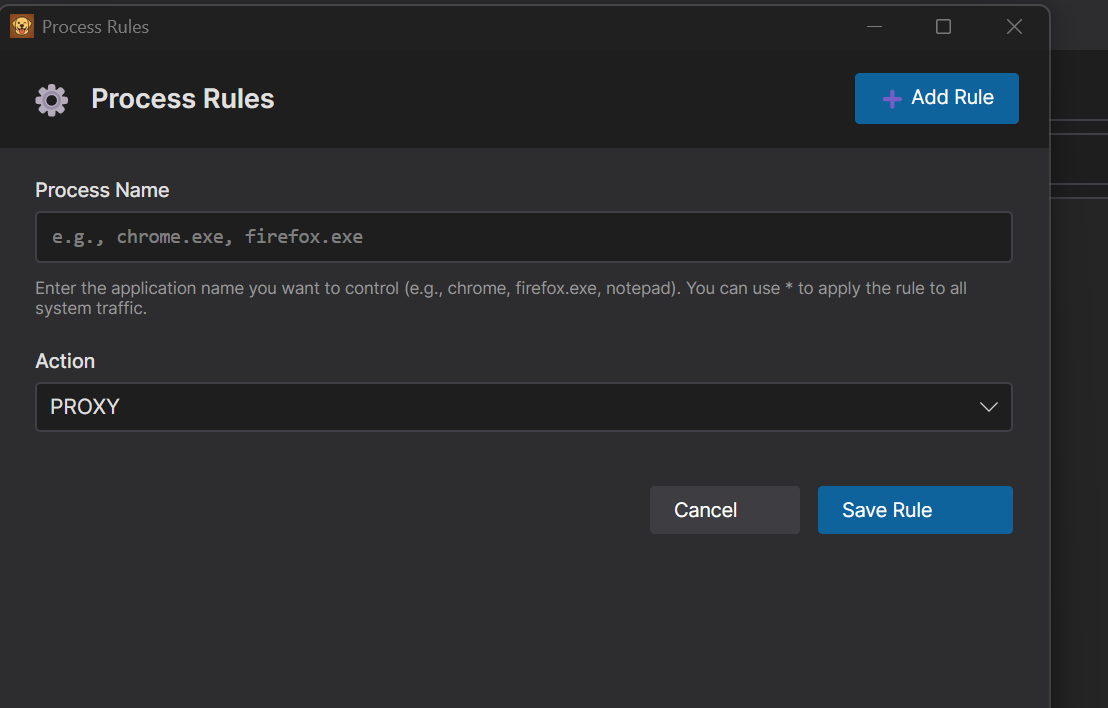 Process Rules
Process Rules
Add Rule
Process Name
e.g., chrome.exe, firefox.exe
Enter the application name you want to control (e.g., chrome, firefox.exe, notepad). You can use * to apply the rule to all
system traffic.
Action
PROXY
Cancel
Save Rule